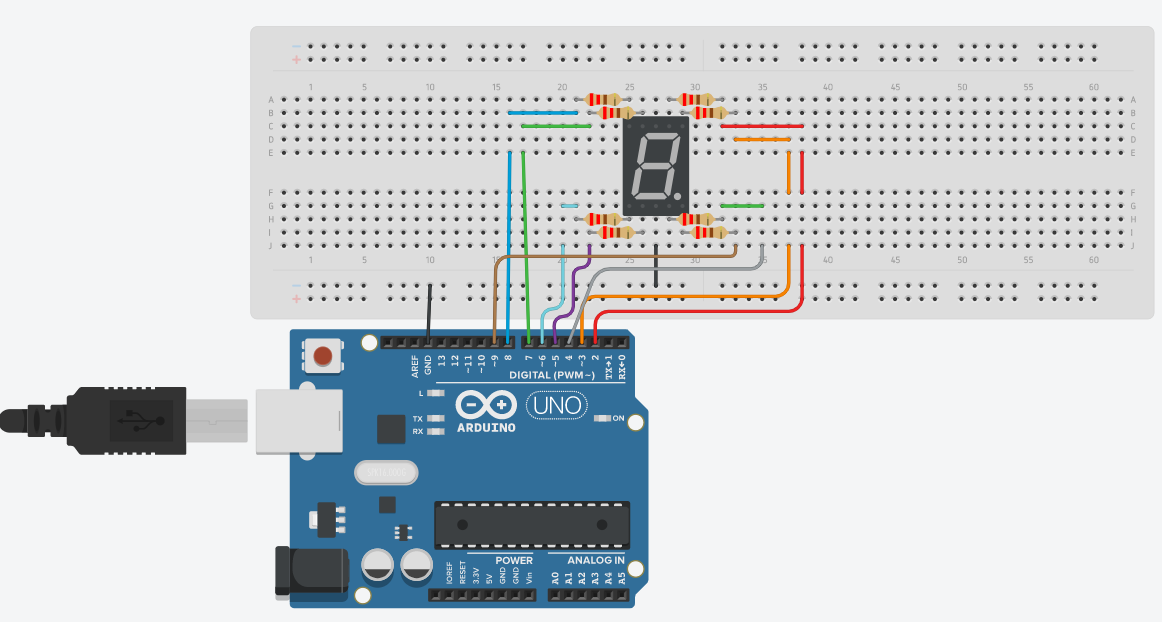 − −
+ +
1 5 10 15 20 25 30 35 40 45 50 55 60
A A
B B
C C
D D
E E
F F
G G
H H
I I
J J
1 5 10 15 20 25 30 35 40 45 50 55 60
− −
+ +
AREF GND 13 12 ~11 ~10 ~9 8 7 ~6 ~5 4 ~3 2 TX→1 RX←0
DIGITAL (PWM~)
L
TX
RX
UNO
ON
ARDUINO
POWER ANALOG IN
IOREF RESET 3.3V 5V GND GND Vin A0 A1 A2 A3 A4 A5